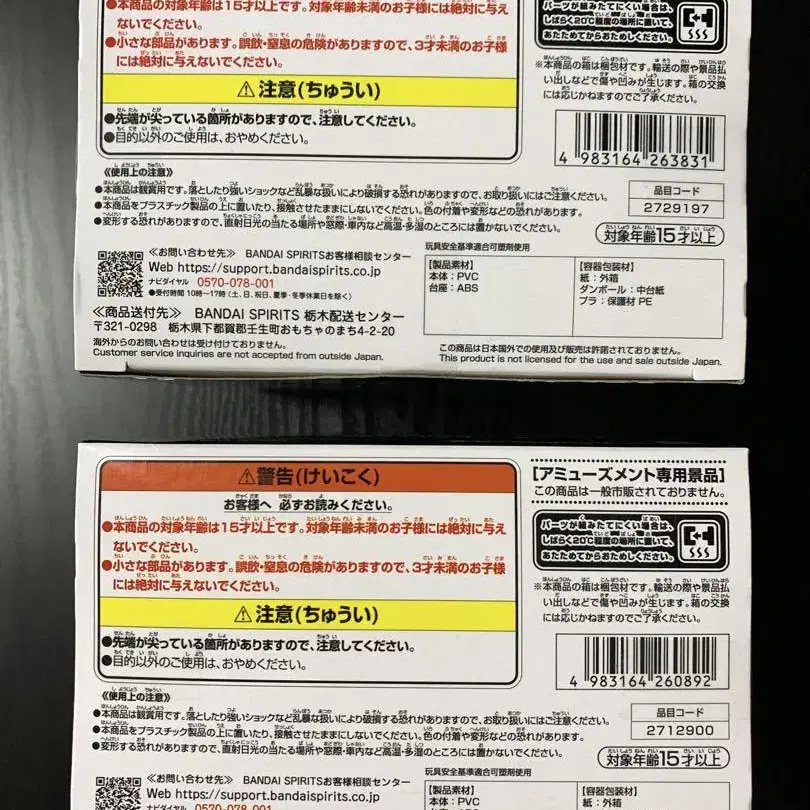 ●本商品の対象年齢は15才以上です。対象年齢未満のお子様には絶対に与え
ないでください。
●小さな部品があります。誤飲・窒息の危険がありますので、3才未満のお子様
には絶対に与えないでください。
⚠注意(ちゅうい)
●先端が尖っている箇所がありますので、注意してください。
●目的以外のご使用は、おやめください。
パーツが組みたてにくい場合は、
しばらく20℃程度の場所に置いて、
あたためてからおためしください。
※本商品の箱は梱包材です。輸送の際や景品払
い出しなどで傷や凹みが生じます。箱の交換
には応じかねますのでご了承ください。
4 983164 263831
《使用上の注意》
●本商品は観賞用です。落としたり強いショックなど乱暴な扱いにより破損する恐れがありますので、お取り扱いにはご注意ください。
●本商品をプラスチック製品の上に置いたり、接触させたままにしないでください。色の付着や変形などの恐れがあります。
●変形する恐れがありますので、直射日光の当たる場所や窓際・車内など高温・多湿のところには置かないでください。
品目コード
2729197
対象年齢15才以上
≪お問い合わせ先≫ BANDAI SPIRITSお客様相談センター
Web https://support.bandaispirits.co.jp
ナビダイヤル 0570-078-001
●受付時間 10時~17時(土、日、祝日、夏季・冬季休業日を除く)
≪商品送付先≫ BANDAI SPIRITS 栃木配送センター
〒321-0298 栃木県下都賀郡壬生町おもちゃのまち4-2-20
海外からのお問い合わせは受け付けておりません。
Customer service inquiries are not accepted from outside Japan.
玩具安全基準適合可塑剤使用
【製品素材】
本体:PVC
台座:ABS
【容器包装材】
紙:外箱
ダンボール:中台紙
プラ:保護材 PE
この商品は日本国外での使用及び販売は許諾されておりません。
This product is not licensed for the use and sale outside Japan.
⚠警告(けいこく)
お客様へ 必ずお読みください。
●本商品の対象年齢は15才以上です。対象年齢未満のお子様には絶対に与え
ないでください。
●小さな部品があります。誤飲・窒息の危険がありますので、3才未満のお子様
には絶対に与えないでください。
⚠注意(ちゅうい)
●先端が尖っている箇所がありますので、注意してください。
●目的以外のご使用は、おやめください。
【アミューズメント専用景品】
この商品は一般市販されておりません。
パーツが組みたてにくい場合は、
しばらく20℃程度の場所に置いて、
あたためてからおためしください。
※本商品の箱は梱包材です。輸送の際や景品払
い出しなどで傷や凹みが生じます。箱の交換
には応じかねますのでご了承ください。
4 983164 260892
《使用上の注意》
●本商品は観賞用です。落としたり強いショックなど乱暴な扱いにより破損する恐れがありますので、お取り扱いにはご注意ください。
●本商品をプラスチック製品の上に置いたり、接触させたままにしないでください。色の付着や変形などの恐れがあります。
●変形する恐れがありますので、直射日光の当たる場所や窓際・車内など高温・多湿のところには置かないでください。
品目コード
2712900
対象年齢15才以上
≪お問い合わせ先≫ BANDAI SPIRITSお客様相談センター
Web https://support.bandaispirits.co.jp
ナビダイヤル 0570-078-001
玩具安全基準適合可塑剤使用
【製品素材】
本体:PVC
【容器包装材】
紙:外箱